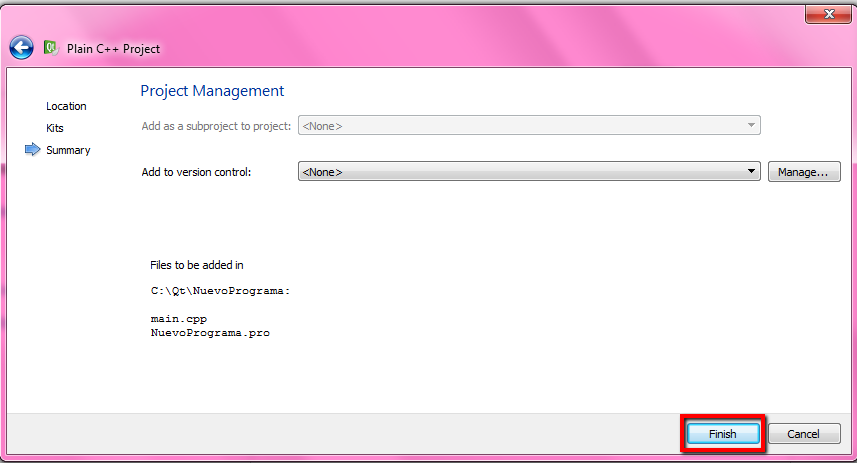 Plain C++ Project
Location
Kits
Summary
Project Management
Add as a subproject to project: <None>
Add to version control: <None> Manage...
Files to be added in
C:\Qt\NuevoPrograma:
main.cpp
NuevoPrograma.pro
Finish Cancel